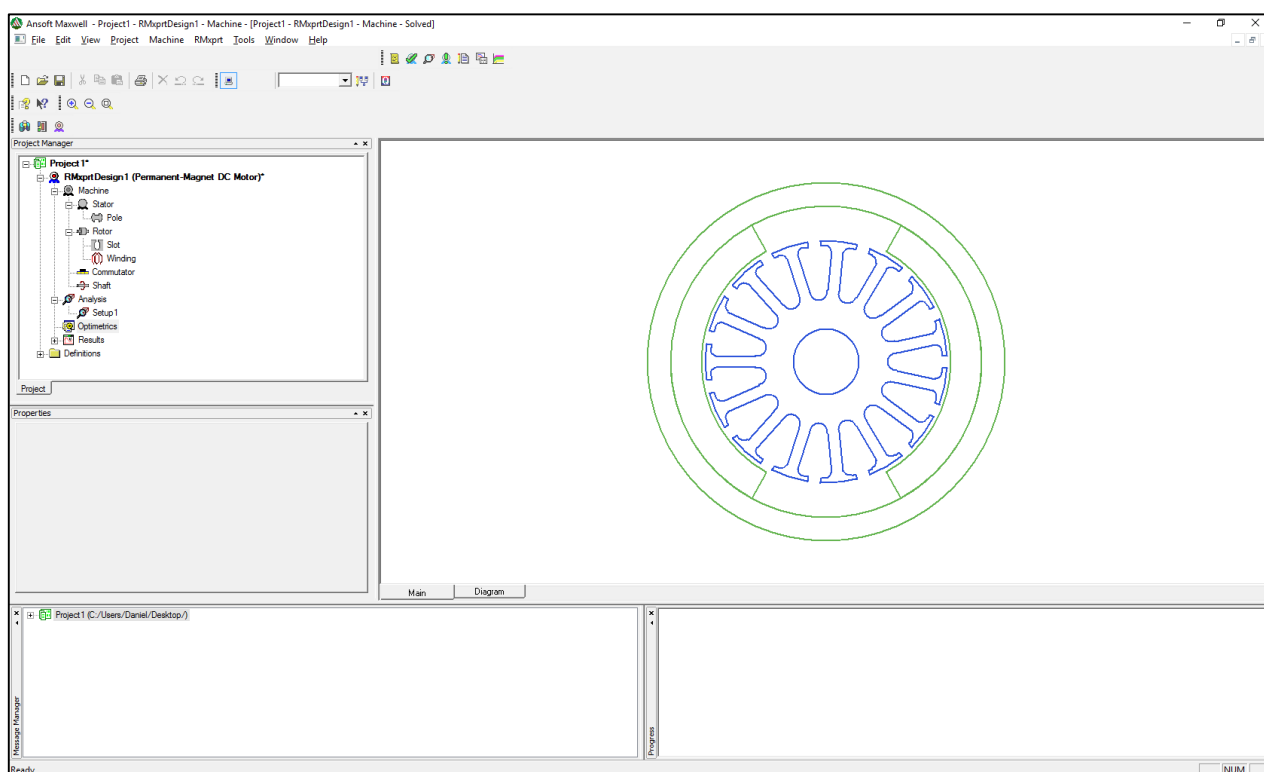 Ansoft Maxwell - Project1 - RMxprtDesign1 - Machine - [Project1 - RMxprtDesign1 - Machine - Solved]
File Edit View Project Machine RMxprt Tools Window Help
Project Manager
Project1*
RMxprtDesign1 (Permanent-Magnet DC Motor)*
Machine
Stator
Pole
Rotor
Slot
Winding
Commutator
Shaft
Analysis
Setup1
Optimetrics
Results
Definitions
Project
Properties
Main Diagram
Project1 (C:/Users/Daniel/Desktop/)
Message Manager
Progress
Ready
NUM